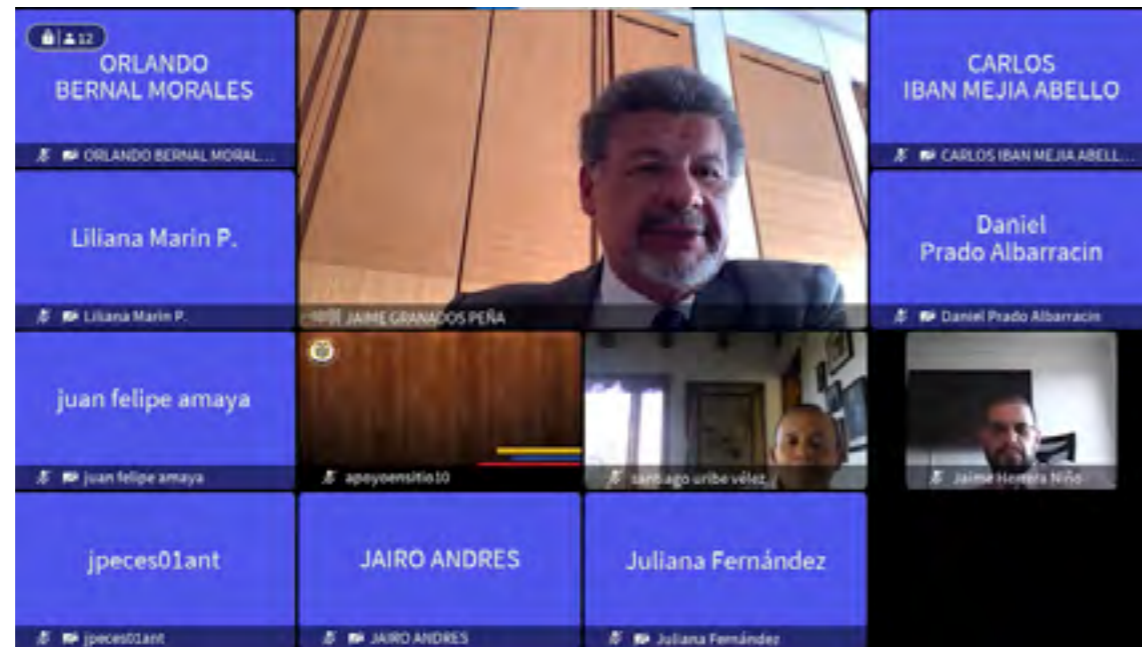 12
ORLANDO
BERNAL MORALES
ORLANDO BERNAL MORAL...
JAIME GRANADOS PEÑA
CARLOS
IBAN MEJIA ABELLO
CARLOS IBAN MEJIA ABELL...
Liliana Marin P.
Liliana Marin P.
Daniel
Prado Albarracin
Daniel Prado Albarracin
juan felipe amaya
juan felipe amaya
apoyoensitio10
santiago uribe vélez
Jaime Herrera Niño
jpeces01ant
jpeces01ant
JAIRO ANDRES
JAIRO ANDRES
Juliana Fernández
Juliana Fernández